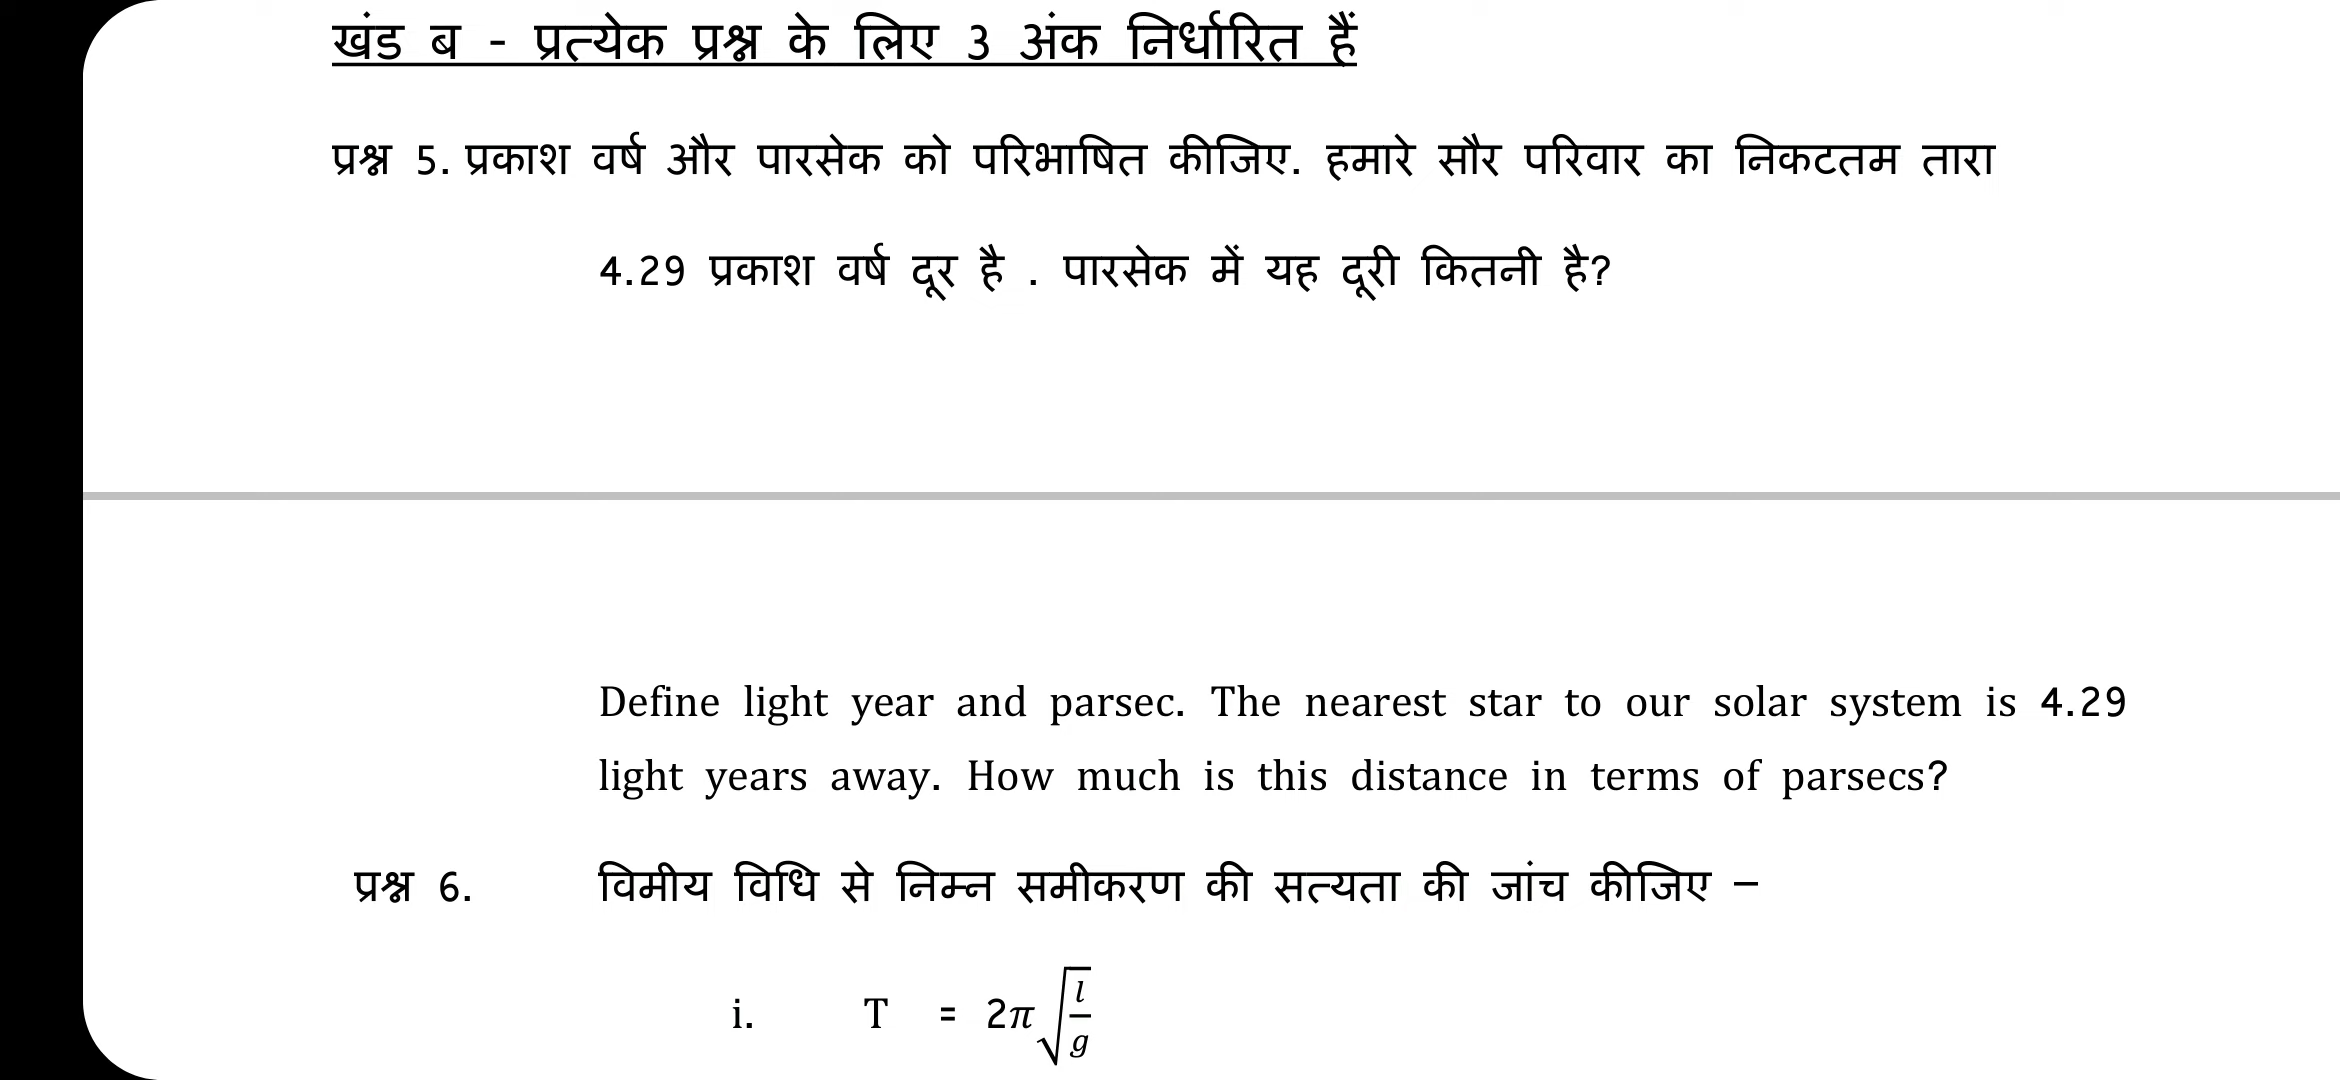 खंड ब - प्रत्येक प्रश्न के लिए 3 अंक निर्धारित हैं
प्रश्न 5. प्रकाश वर्ष और पारसेक को परिभाषित कीजिए. हमारे सौर परिवार का निकटतम तारा
4.29 प्रकाश वर्ष दूर है . पारसेक में यह दूरी कितनी है?
Define light year and parsec. The nearest star to our solar system is 4.29
light years away. How much is this distance in terms of parsecs?
प्रश्न 6. विमीय विधि से निम्न समीकरण की सत्यता की जांच कीजिए –
i. T = 2π√(l/g)